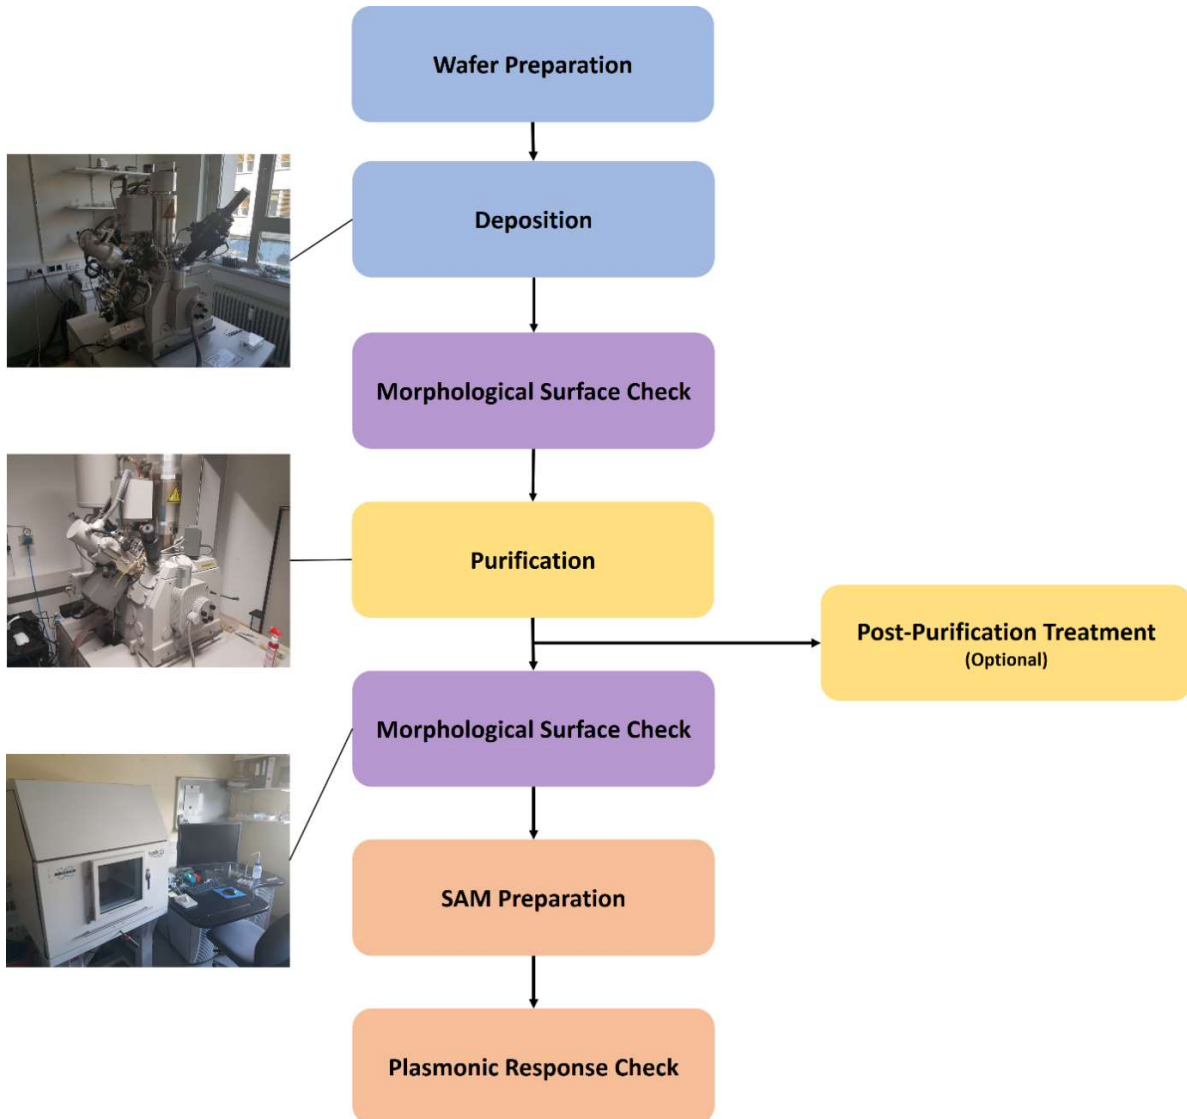 Wafer Preparation
Deposition
Morphological Surface Check
Purification
Post-Purification Treatment
(Optional)
Morphological Surface Check
SAM Preparation
Plasmonic Response Check